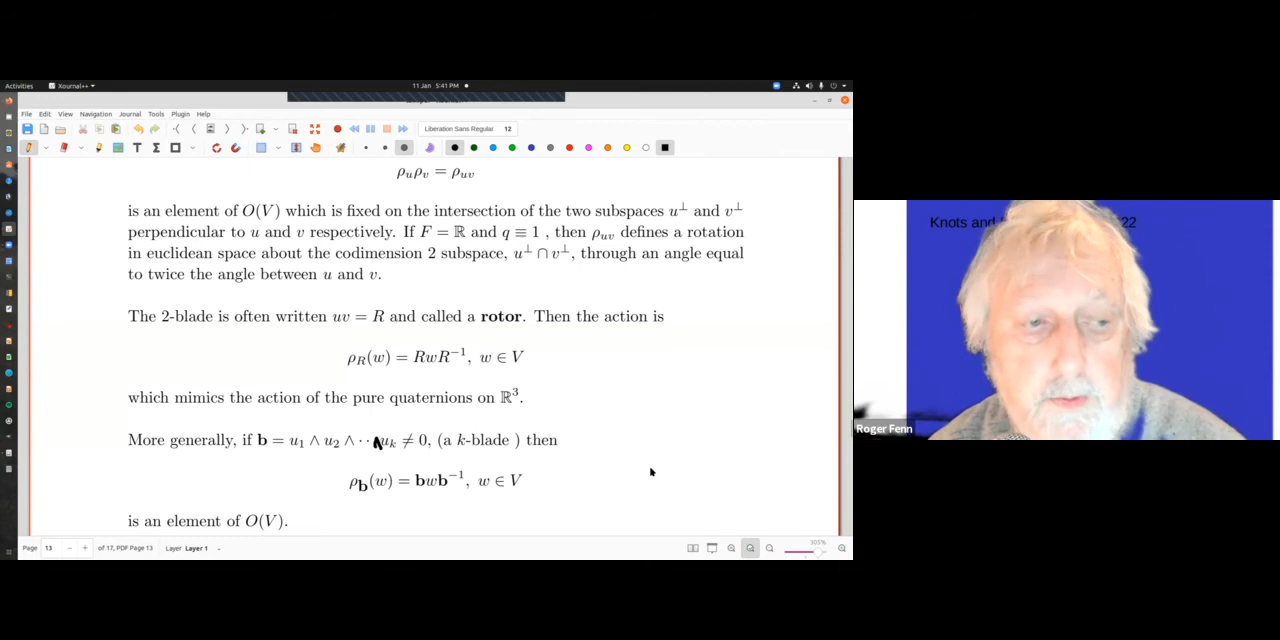 Activities Xournal++ 11 Jan 5:41 PM
File Edit View Navigation Journal Tools Plugin Help
Liberation Sans Regular 12
ρ_u ρ_v = ρ_{uv}
is an element of O(V) which is fixed on the intersection of the two subspaces u^⊥ and v^⊥
perpendicular to u and v respectively. If F = ℝ and q ≡ 1 , then ρ_{uv} defines a rotation
in euclidean space about the codimension 2 subspace, u^⊥ ∩ v^⊥, through an angle equal
to twice the angle between u and v.
The 2-blade is often written uv = R and called a rotor. Then the action is
ρ_R(w) = RwR^{-1}, w ∈ V
which mimics the action of the pure quaternions on ℝ^3.
More generally, if b = u_1 ∧ u_2 ∧ ·· ∧ u_k ≠ 0, (a k-blade ) then
ρ_b(w) = bwb^{-1}, w ∈ V
is an element of O(V).
Page 13 − + of 17, PDF Page 13 Layer Layer 1 305%
Knots and 22
Roger Fenn